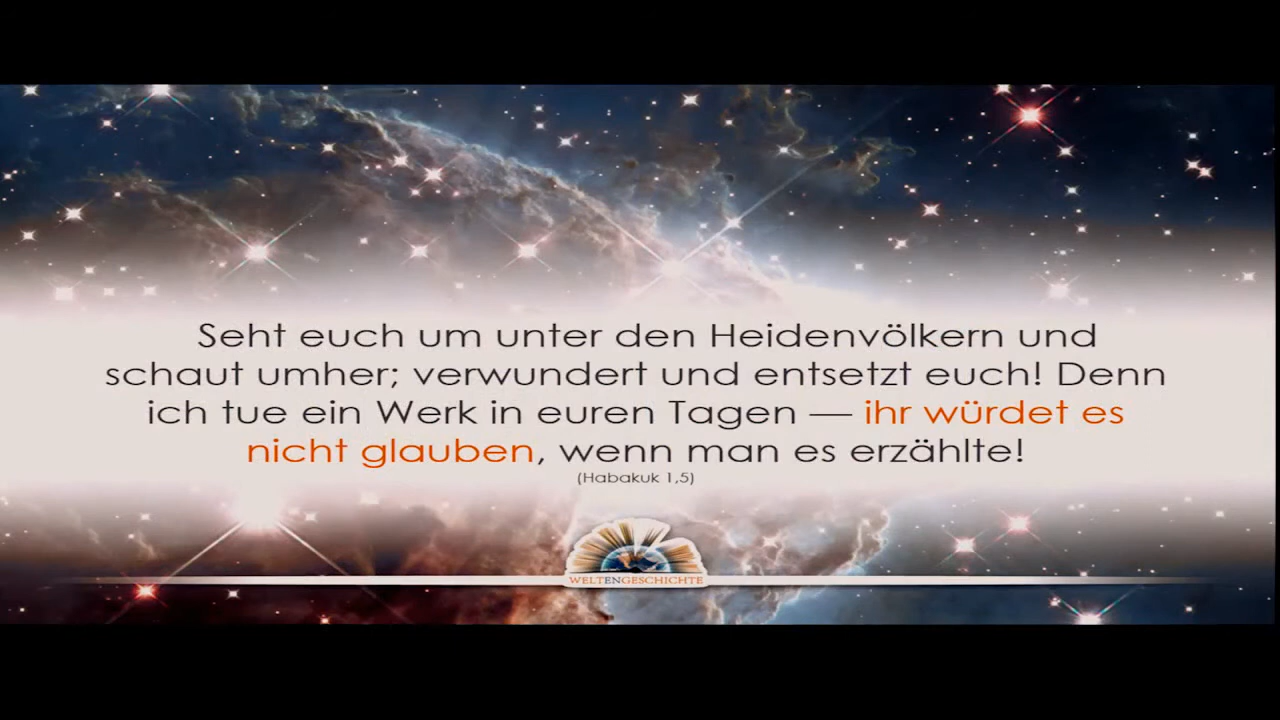 Seht euch um unter den Heidenvölkern und
schaut umher; verwundert und entsetzt euch! Denn
ich tue ein Werk in euren Tagen — ihr würdet es
nicht glauben, wenn man es erzählte!
(Habakuk 1,5)
WELTENGESCHICHTE